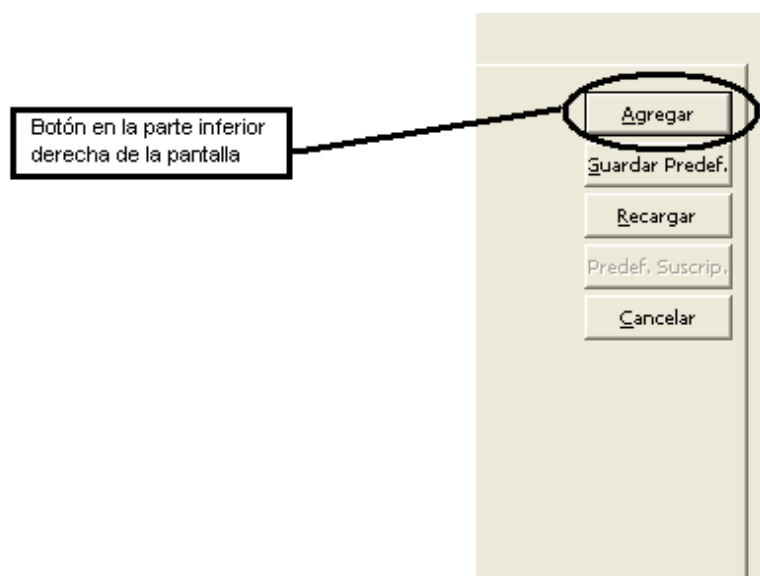 Botón en la parte inferior
derecha de la pantalla
Agregar
Guardar Predef.
Recargar
Predef. Suscrip.
Cancelar